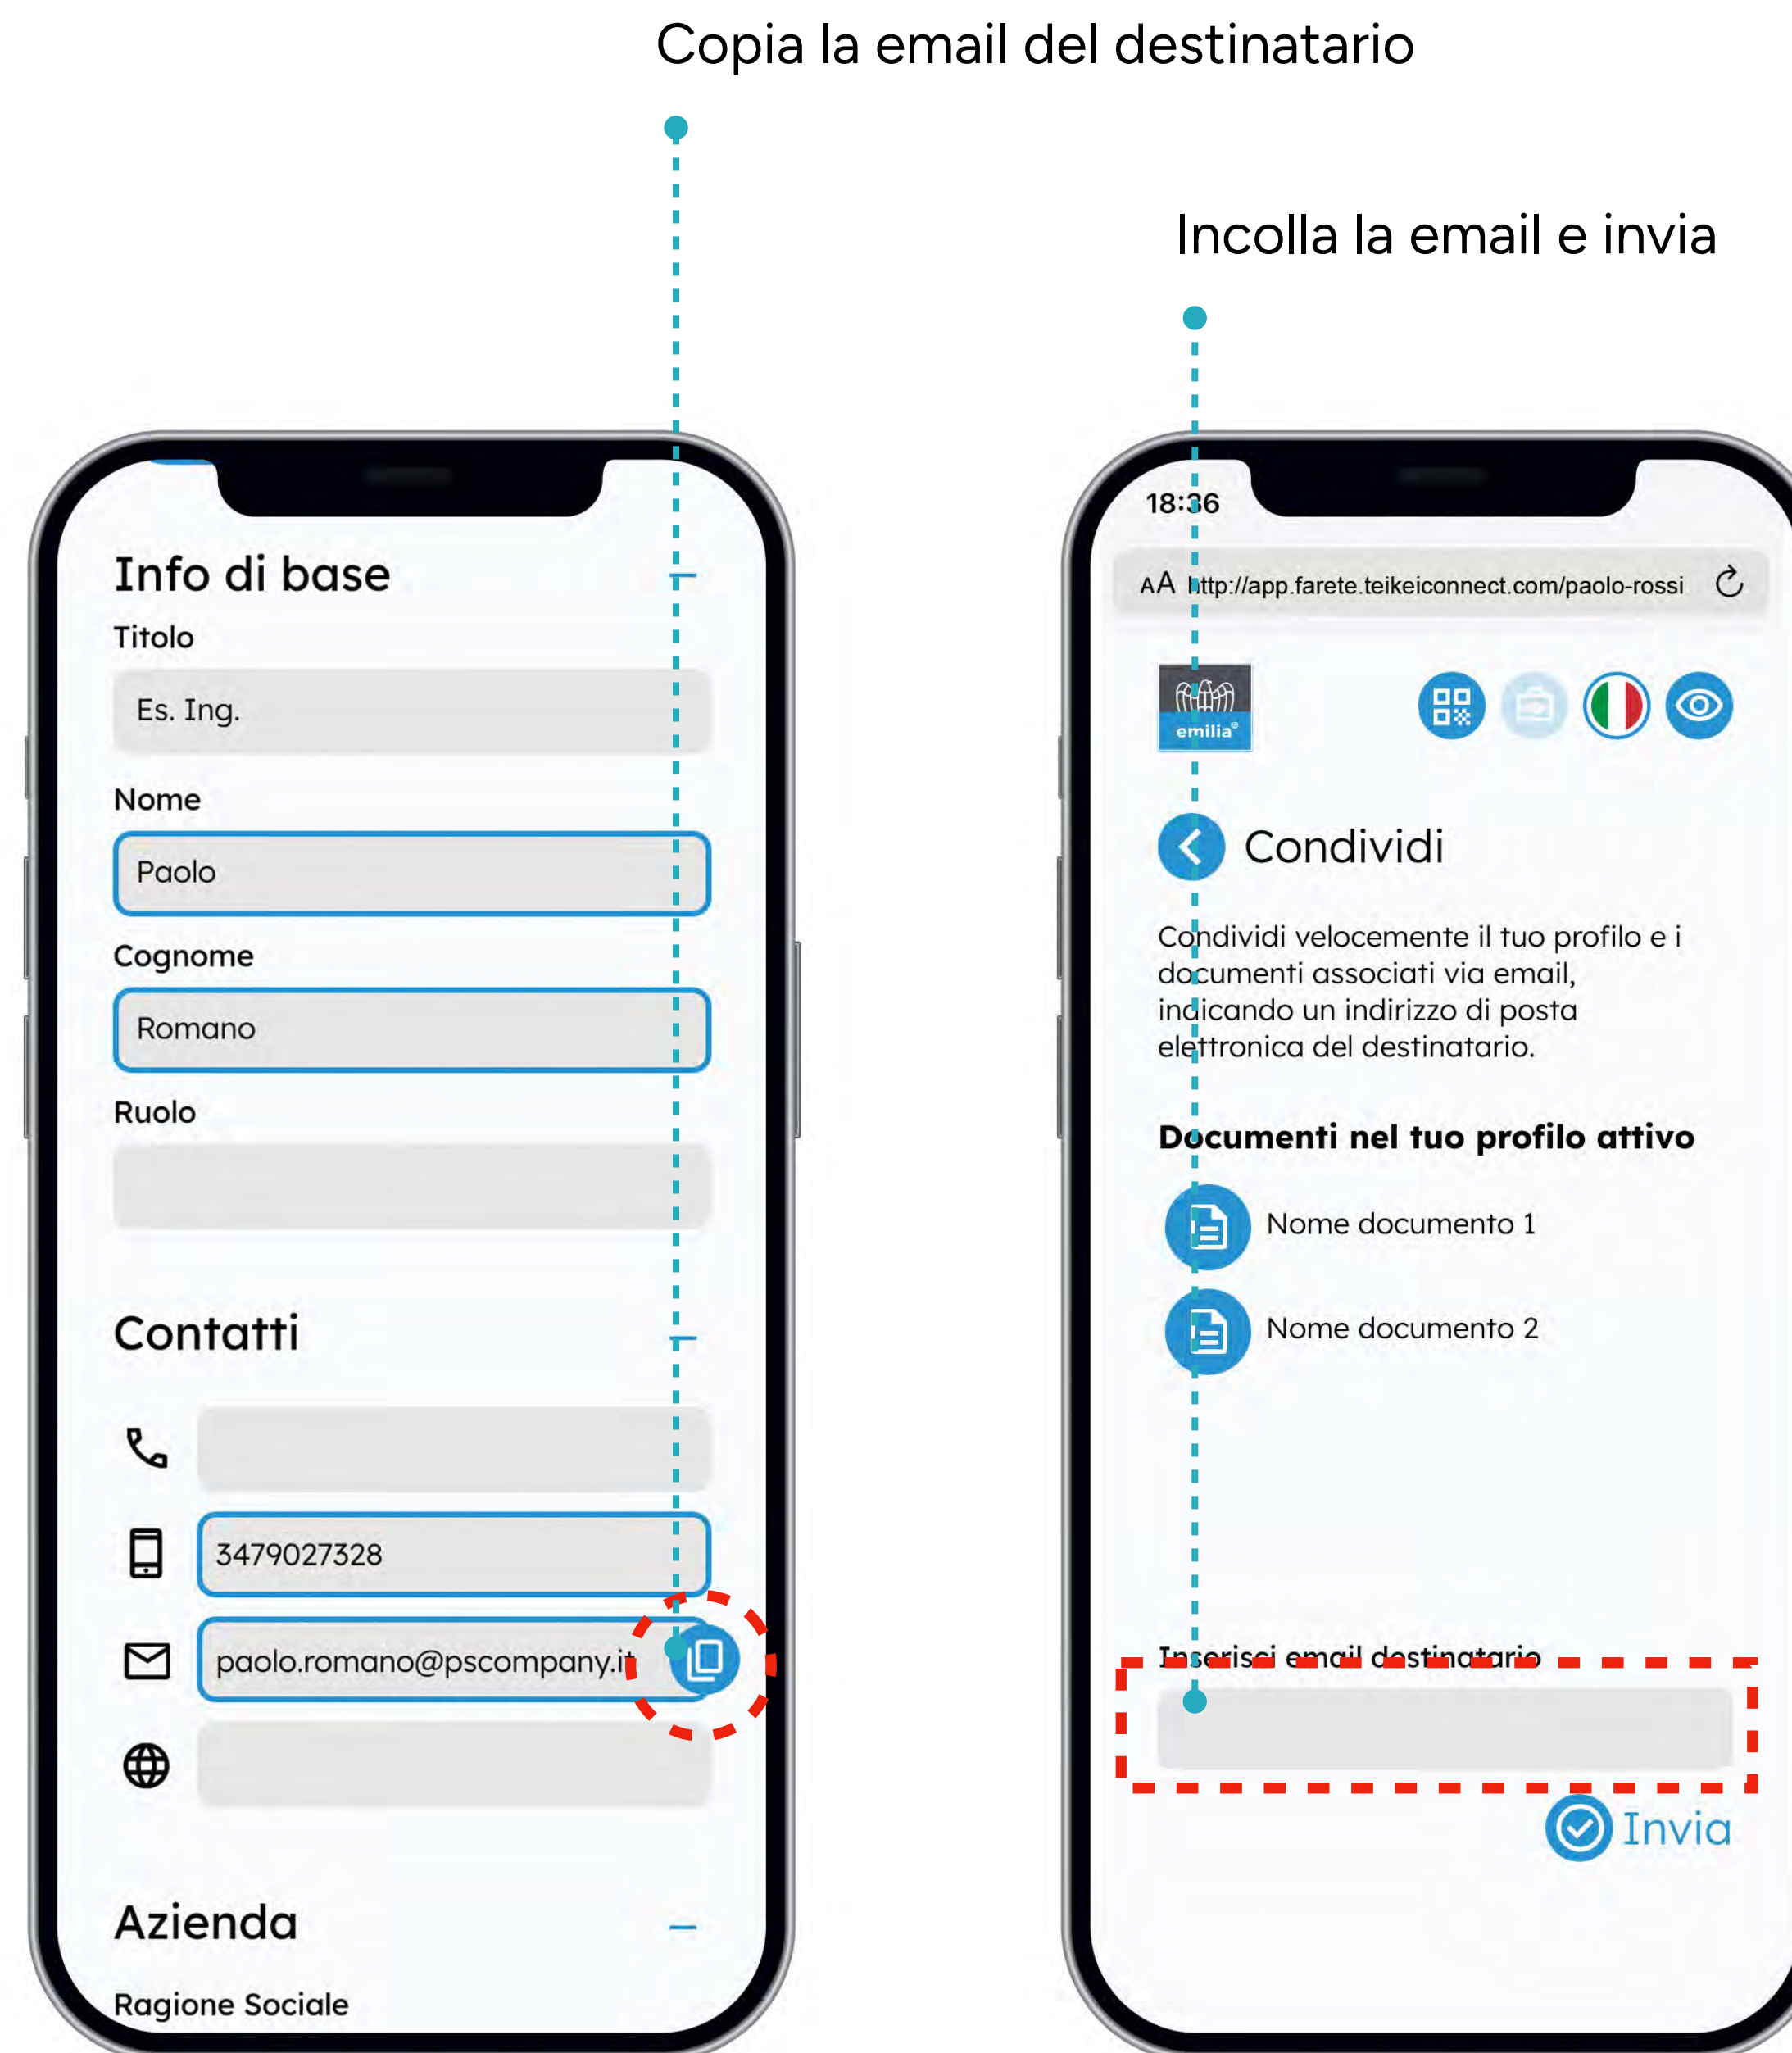 Copia la email del destinatario
Incolla la email e invia
Info di base
Titolo
Es. Ing.
Nome
Paolo
Cognome
Romano
Ruolo
Contatti
3479027328
paolo.romano@pscompany.it
Azienda
Ragione Sociale
18:36
AA http://app.farete.teikeiconnect.com/paolo-rossi
emilia
Condividi
Condividi velocemente il tuo profilo e i
documenti associati via email,
indicando un indirizzo di posta
elettronica del destinatario.
Documenti nel tuo profilo attivo
Nome documento 1
Nome documento 2
Inserisci email destinatario
Invia